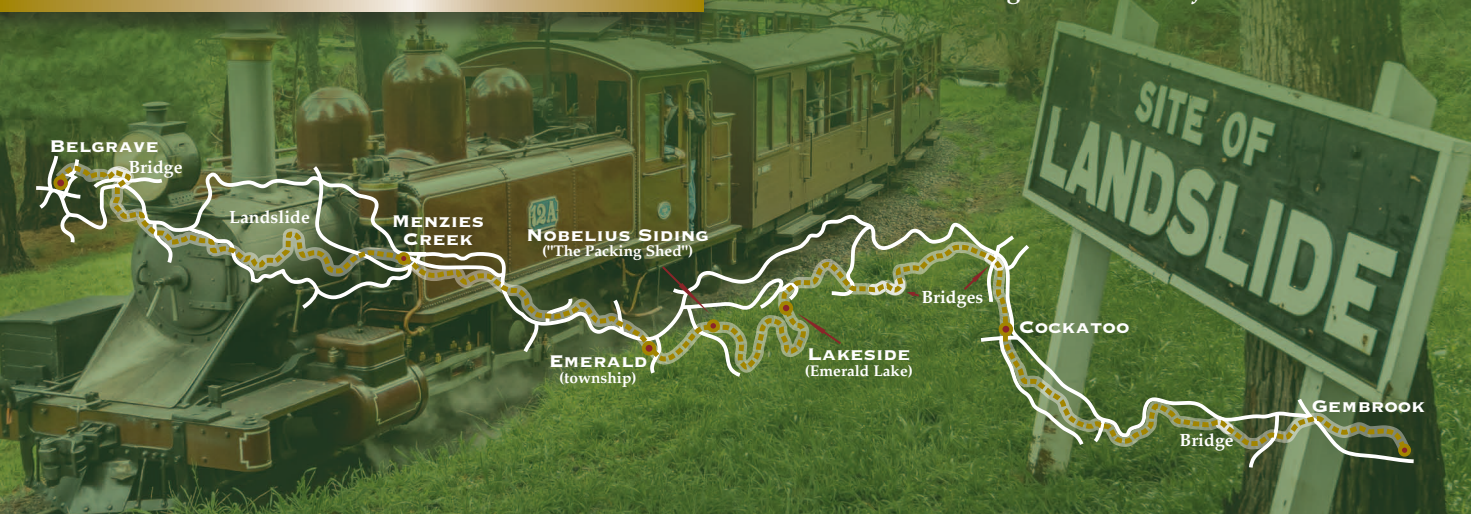 BELGRAVE
Bridge
Landslide
MENZIES
CREEK
NOBELIUS SIDING
("The Packing Shed")
12A
EMERALD
(township)
LAKESIDE
(Emerald Lake)
Bridges
COCKATOO
Bridge
GEMBROOK
SITE OF
LANDSLIDE